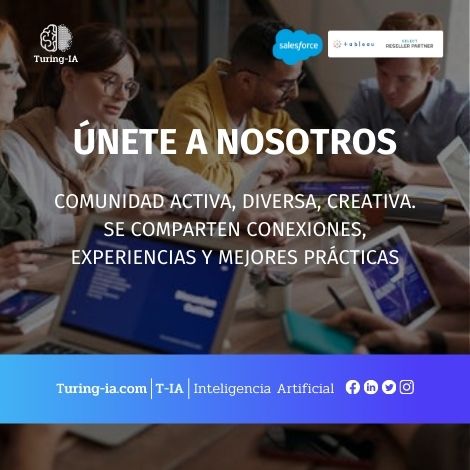 Turing-IA
salesforce
+ a b l e a u
SELECT
RESELLER PARTNER
ÚNETE A NOSOTROS
COMUNIDAD ACTIVA, DIVERSA, CREATIVA.
SE COMPARTEN CONEXIONES,
EXPERIENCIAS Y MEJORES PRÁCTICAS
Turing-ia.com | T-IA | Inteligencia Artificial